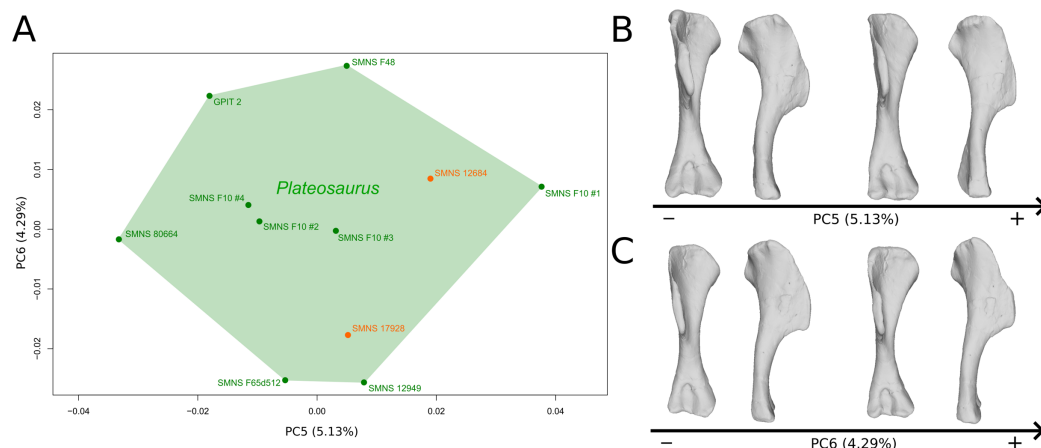 A
SMNS F48
GPIT 2
SMNS 12684
Plateosaurus
SMNS F10 #1
SMNS F10 #4
SMNS F10 #2
SMNS F10 #3
SMNS 80664
SMNS 17928
SMNS F65d512
SMNS 12949
0.02
0.01
0.00
−0.01
−0.02
PC6 (4.29%)
−0.04
−0.02
0.00
0.02
0.04
PC5 (5.13%)
B
−
PC5 (5.13%)
+
C
−
PC6 (4.29%)
+